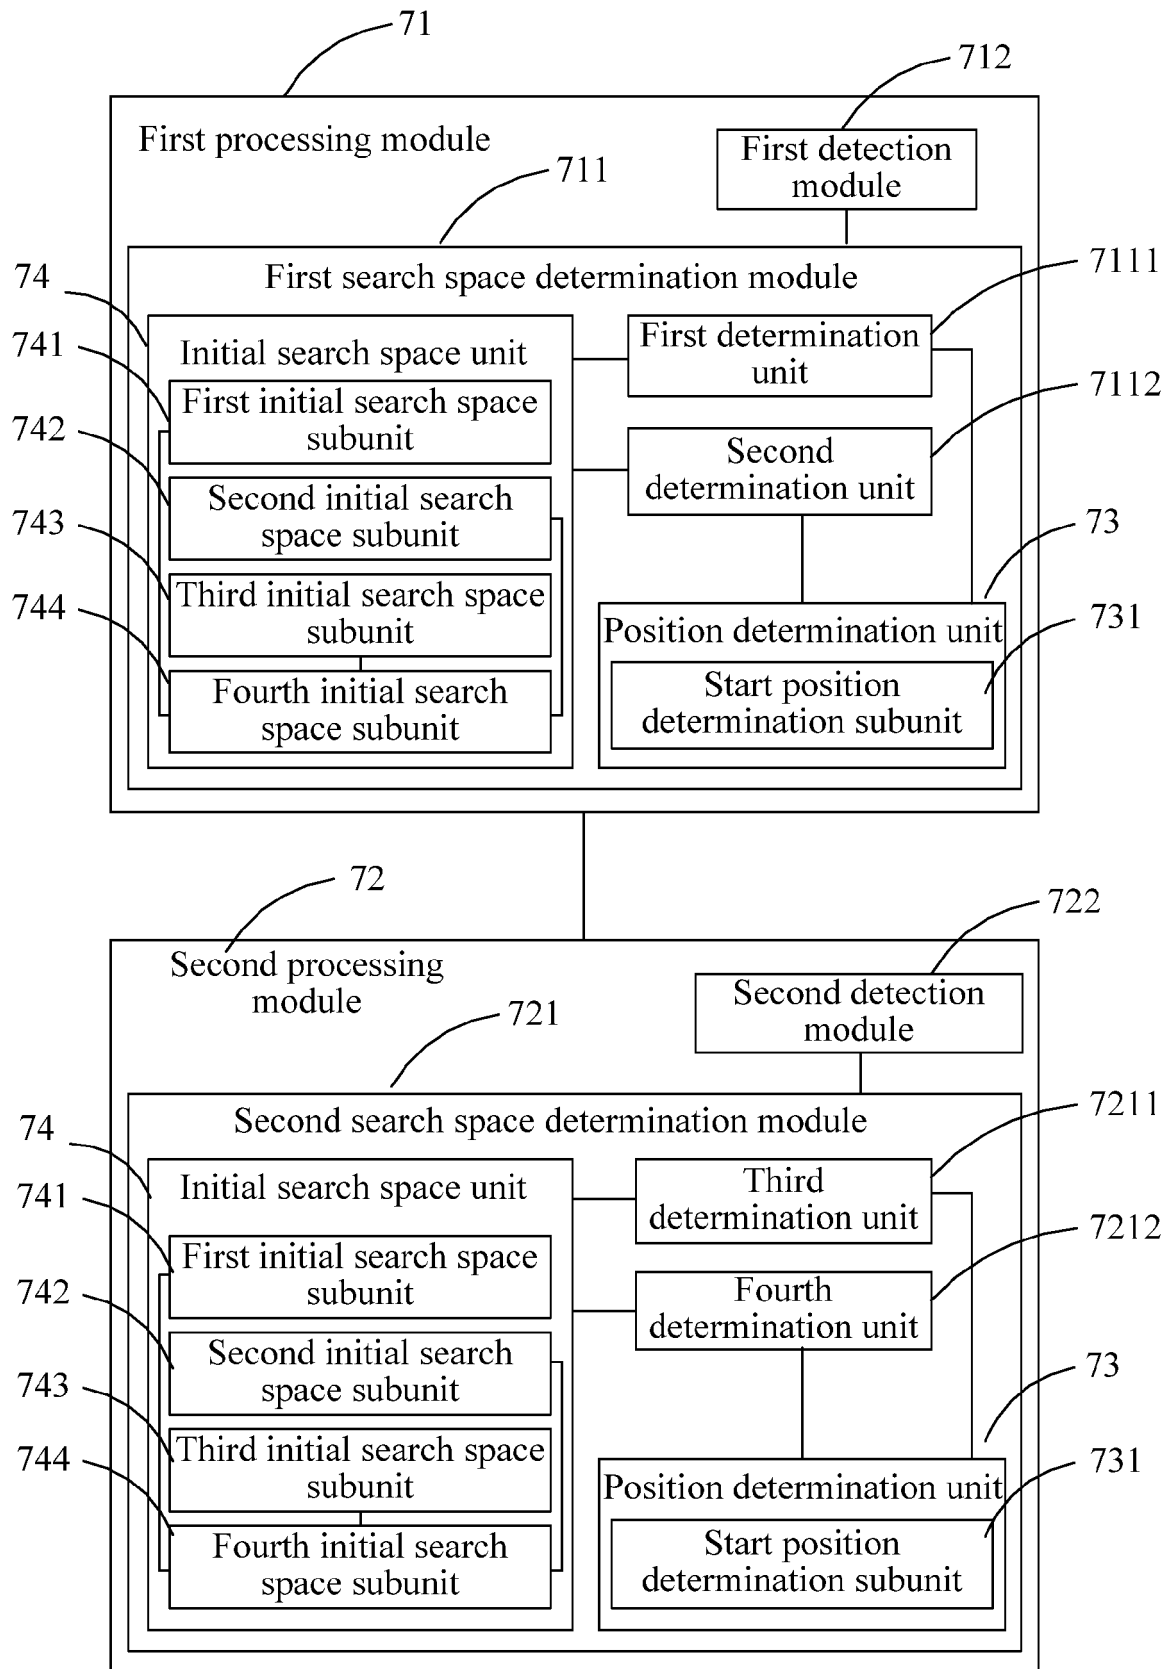 71
712
First processing module
First detection
module
711
First search space determination module
7111
74
Initial search space unit
First determination
unit
741
First initial search space
subunit
7112
742
Second
determination unit
Second initial search
space subunit
743
73
Third initial search space
subunit
744
731
Position determination unit
Fourth initial search
space subunit
Start position
determination subunit
72
722
Second processing
module
Second detection
module
721
Second search space determination module
7211
74
Initial search space unit
Third
determination unit
741
7212
First initial search space
subunit
Fourth
determination unit
742
Second initial search
space subunit
73
743
Third initial search space
subunit
744
731
Position determination unit
Fourth initial search
space subunit
Start position
determination subunit